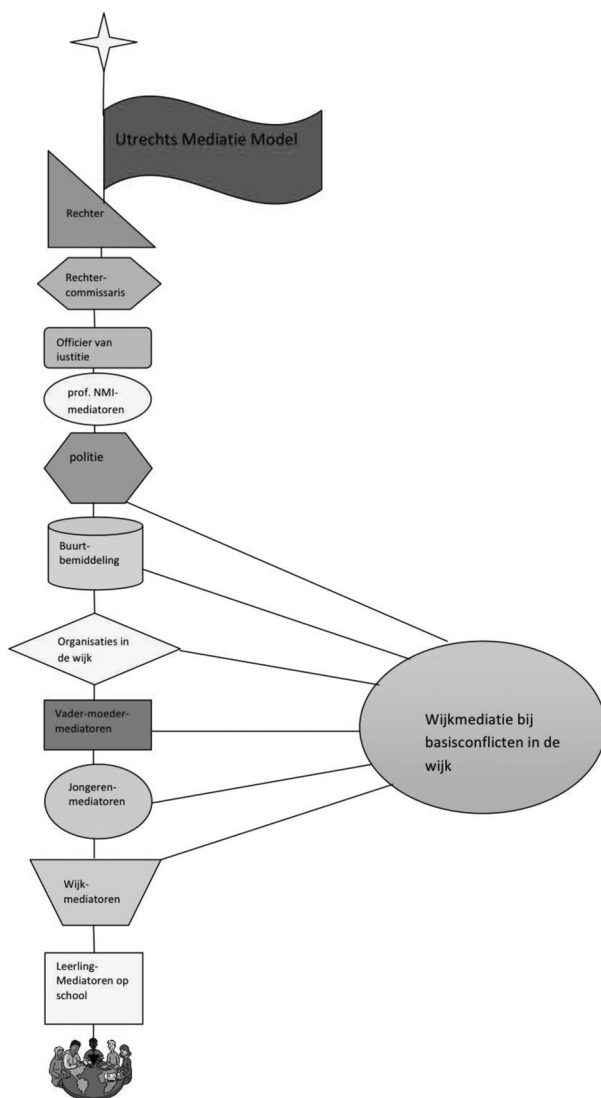 Utrechts Mediatie Model
Rechter
Rechter-
commissaris
Officier van
iustitie
prof. NMI-
mediatoren
politie
Buurt-
bemiddeling
Organisaties in
de wijk
Vader-moeder-
mediatoren
Wijkmediatie bij
basisconflicten in de
wijk
Jongeren-
mediatoren
Wijk-
mediatoren
Leerling-
Mediatoren op
school